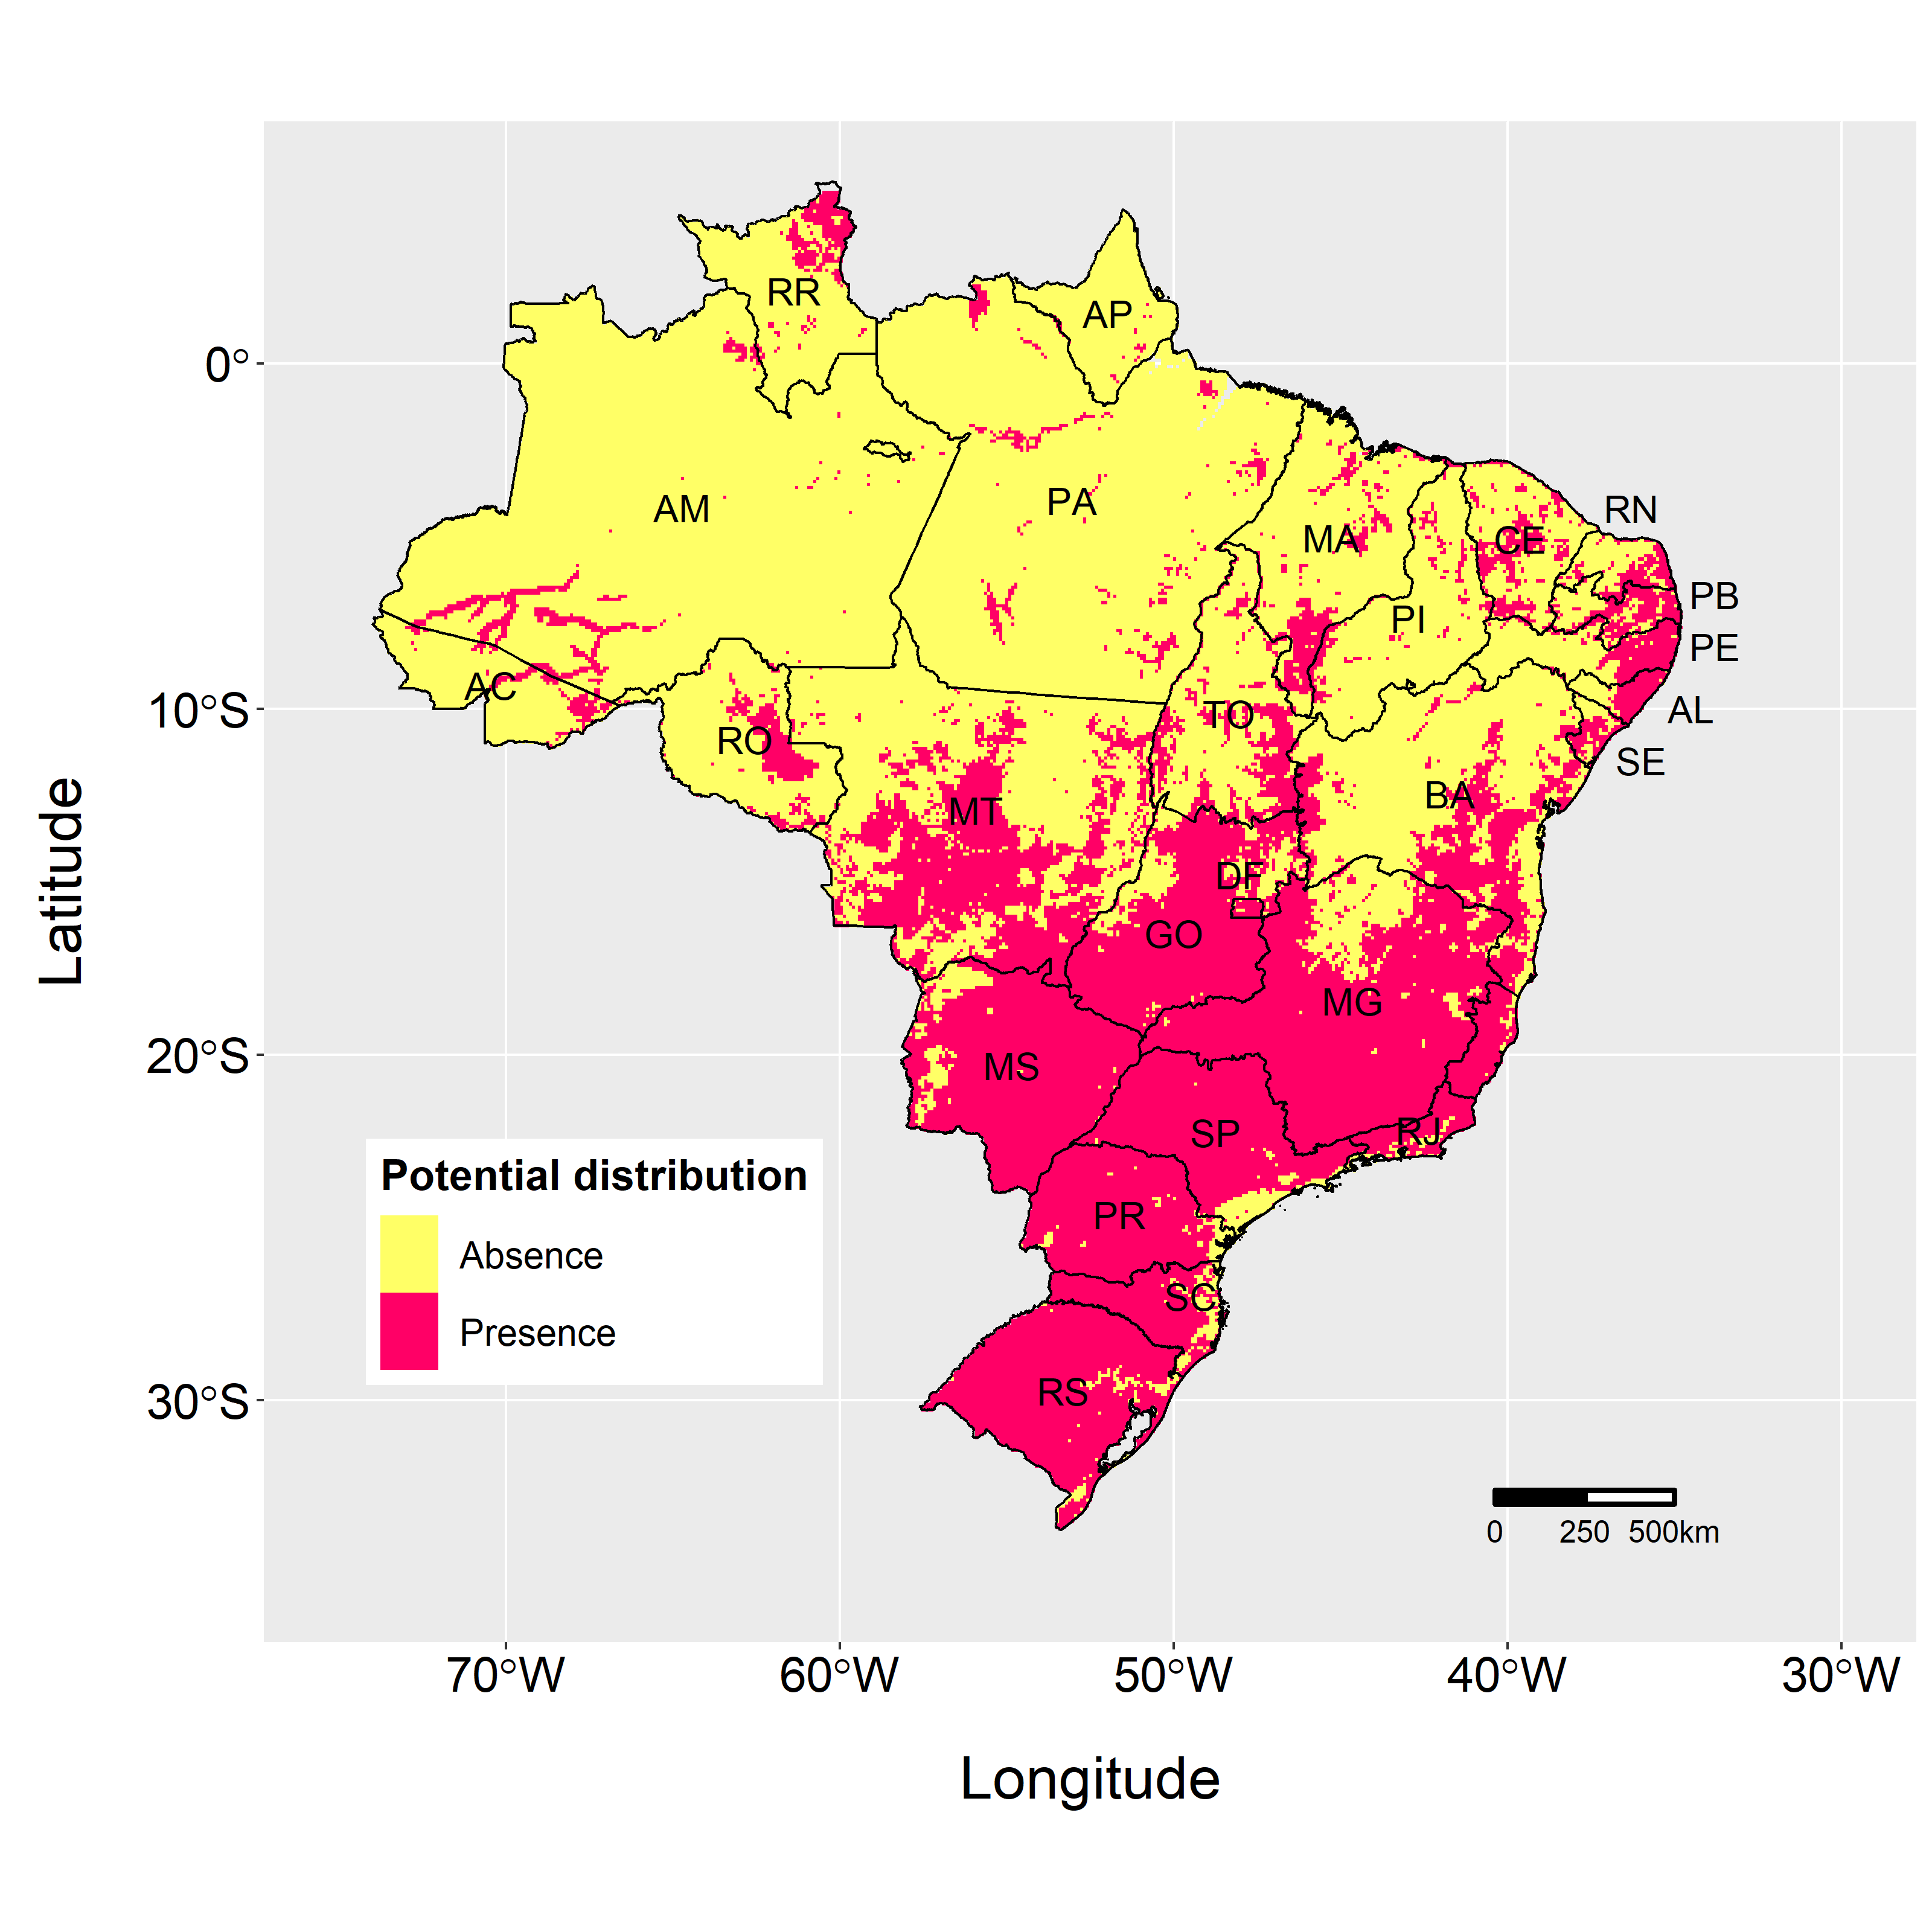 RR
AP
0°
AM
PA
RN
MA
CE
PB
PI
PE
AC
10°S
TO
AL
RO
SE
MT
BA
DF
GO
MG
Latitude
20°S
MS
SP
RJ
Potential distribution
PR
Absence
SC
Presence
RS
30°S
0 250 500km
70°W 60°W 50°W 40°W 30°W
Longitude